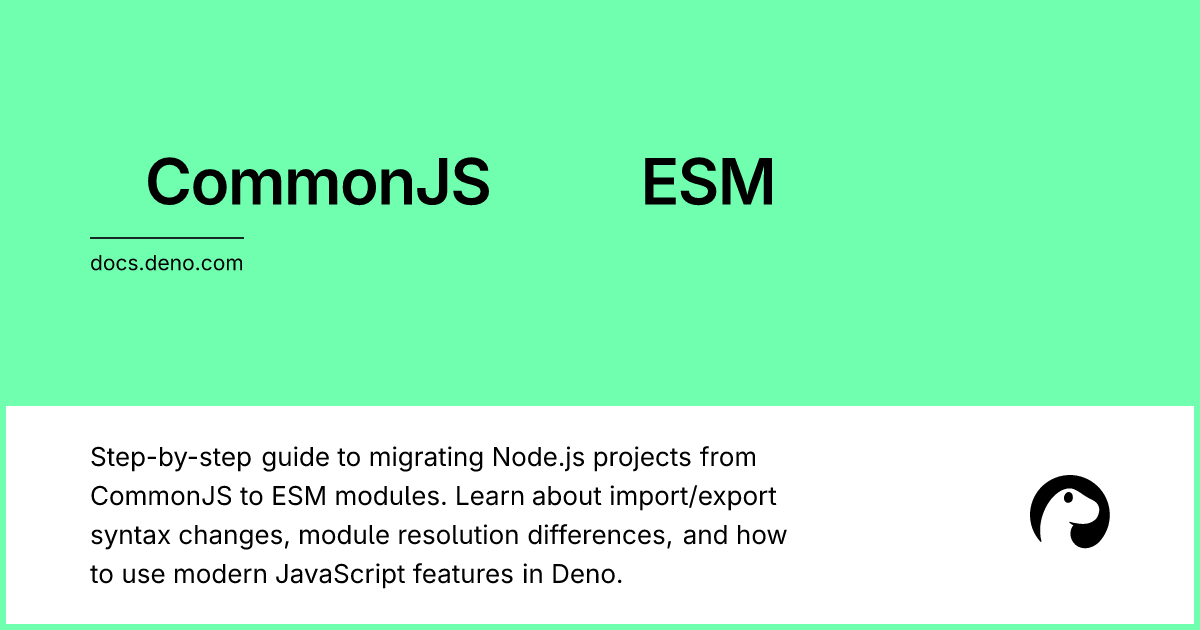 CommonJS ESM
docs.deno.com
Step-by-step guide to migrating Node.js projects from
CommonJS to ESM modules. Learn about import/export
syntax changes, module resolution differences, and how
to use modern JavaScript features in Deno.